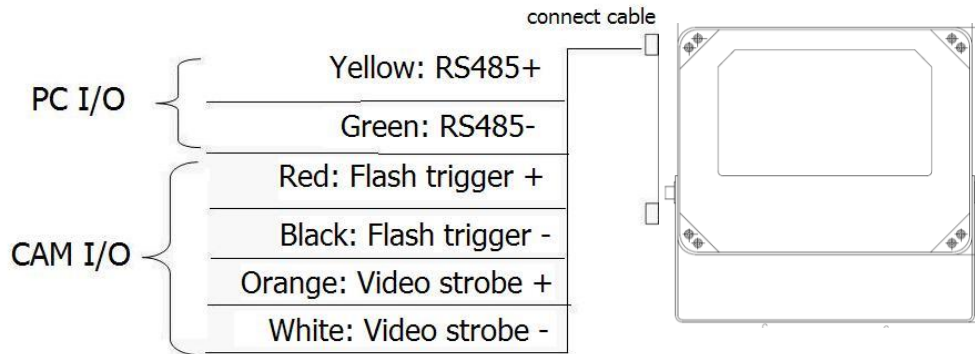 connect cable
PC I/O
Yellow: RS485+
Green: RS485-
CAM I/O
Red: Flash trigger +
Black: Flash trigger -
Orange: Video strobe +
White: Video strobe -